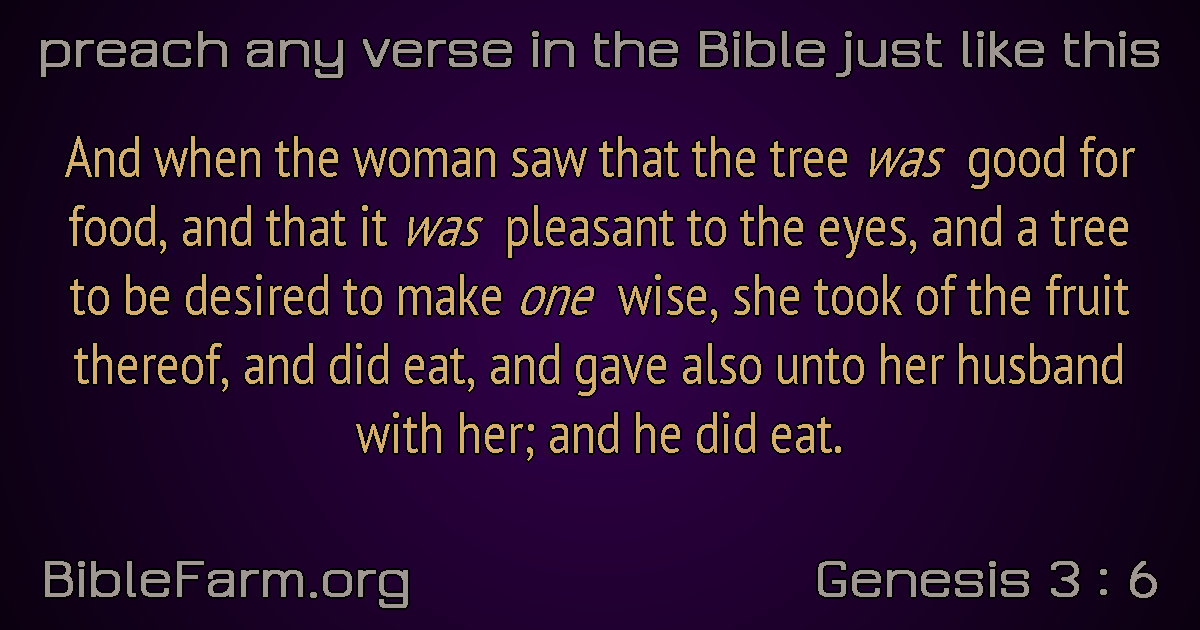 preach any verse in the Bible just like this
And when the woman saw that the tree was good for
food, and that it was pleasant to the eyes, and a tree
to be desired to make one wise, she took of the fruit
thereof, and did eat, and gave also unto her husband
with her; and he did eat.
BibleFarm.org
Genesis 3 : 6